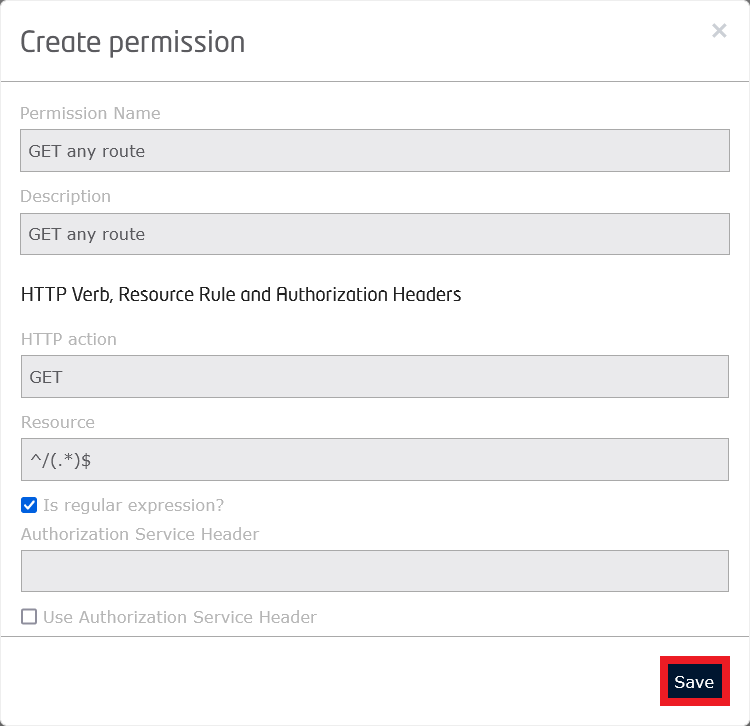 Create permission
×
Permission Name
GET any route
Description
GET any route
HTTP Verb, Resource Rule and Authorization Headers
HTTP action
GET
Resource
^/(.*)$
Is regular expression?
Authorization Service Header
Use Authorization Service Header
Save